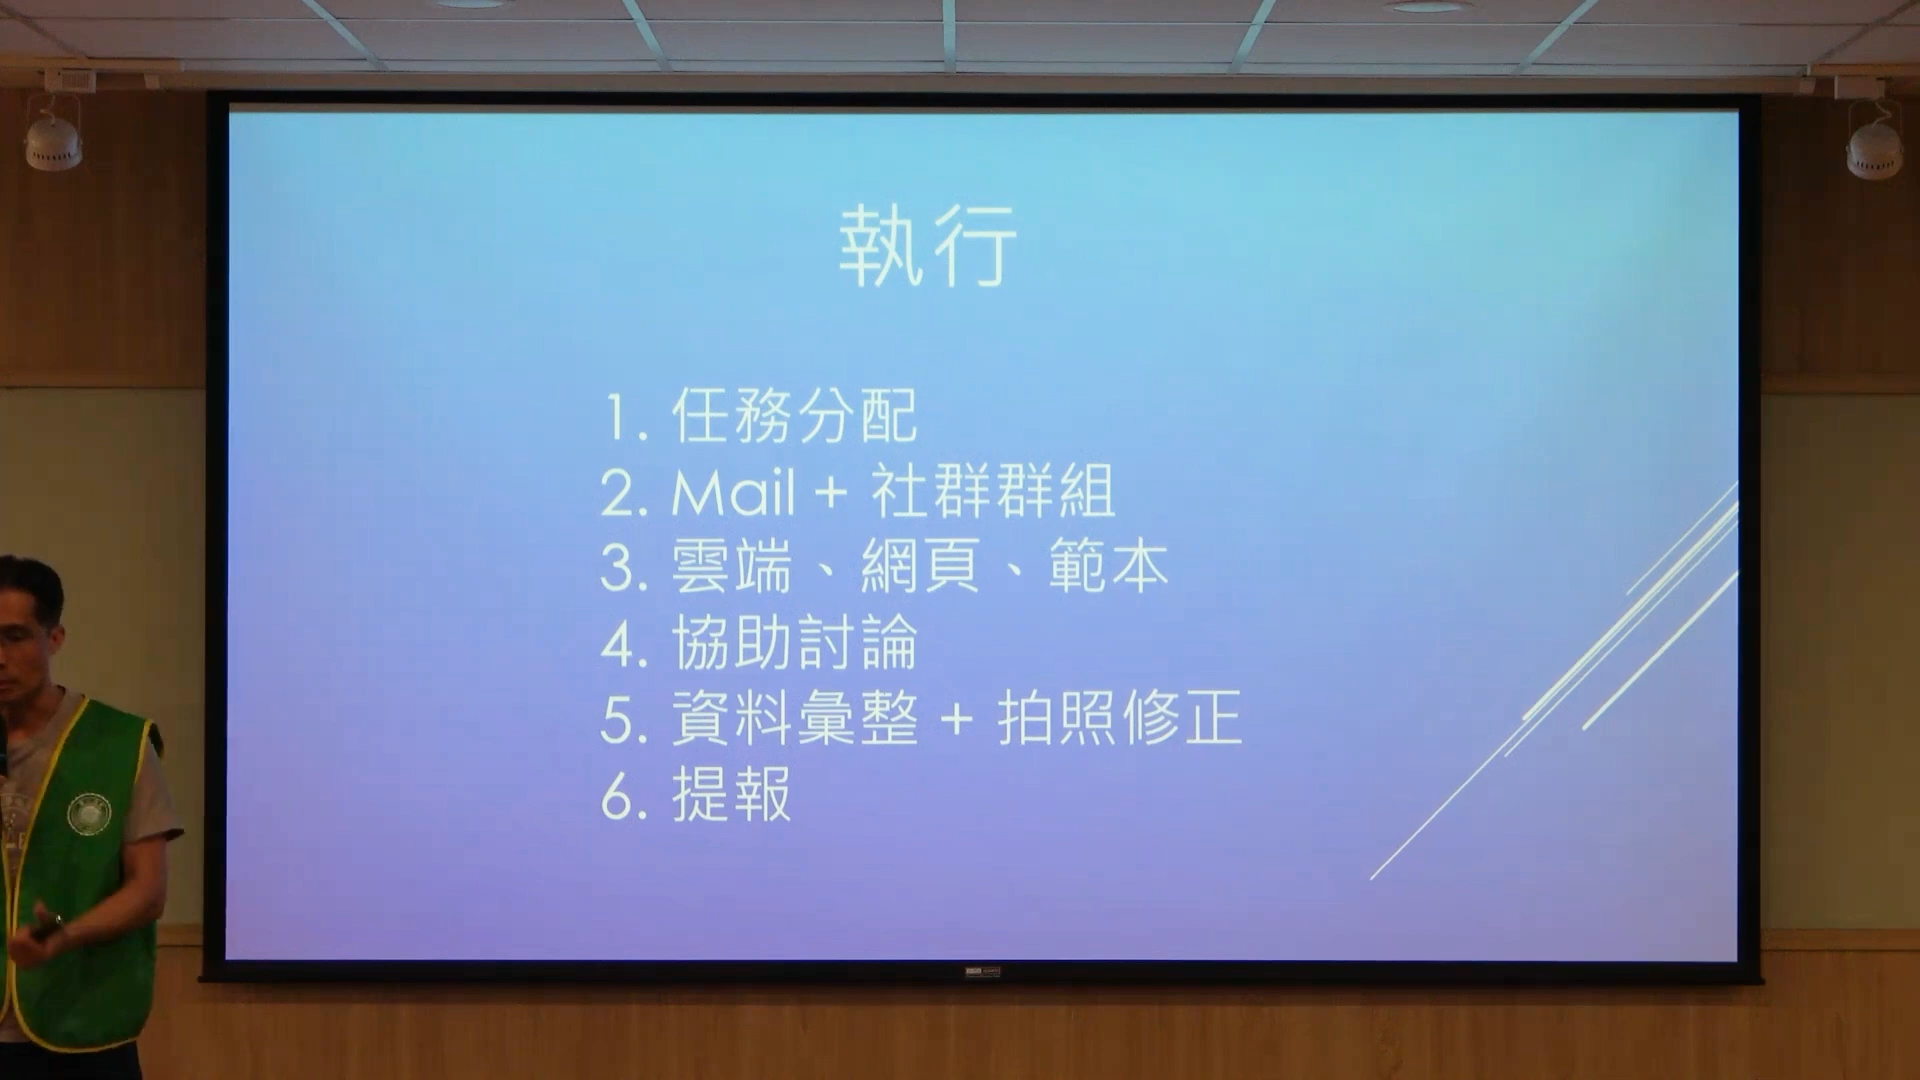 執行
1. 任務分配
2. Mail + 社群群組
3. 雲端、網頁、範本
4. 協助討論
5. 資料彙整 + 拍照修正
6. 提報